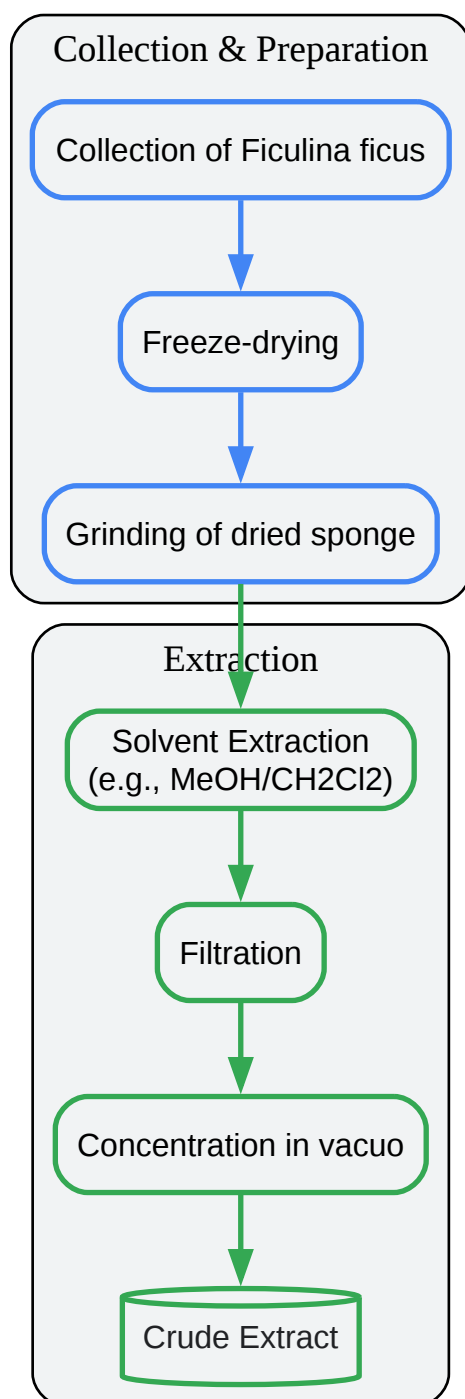 Collection & Preparation
Collection of Ficulina ficus
Freeze-drying
Grinding of dried sponge
Extraction
Solvent Extraction
(e.g., MeOH/CH2Cl2)
Filtration
Concentration in vacuo
Crude Extract